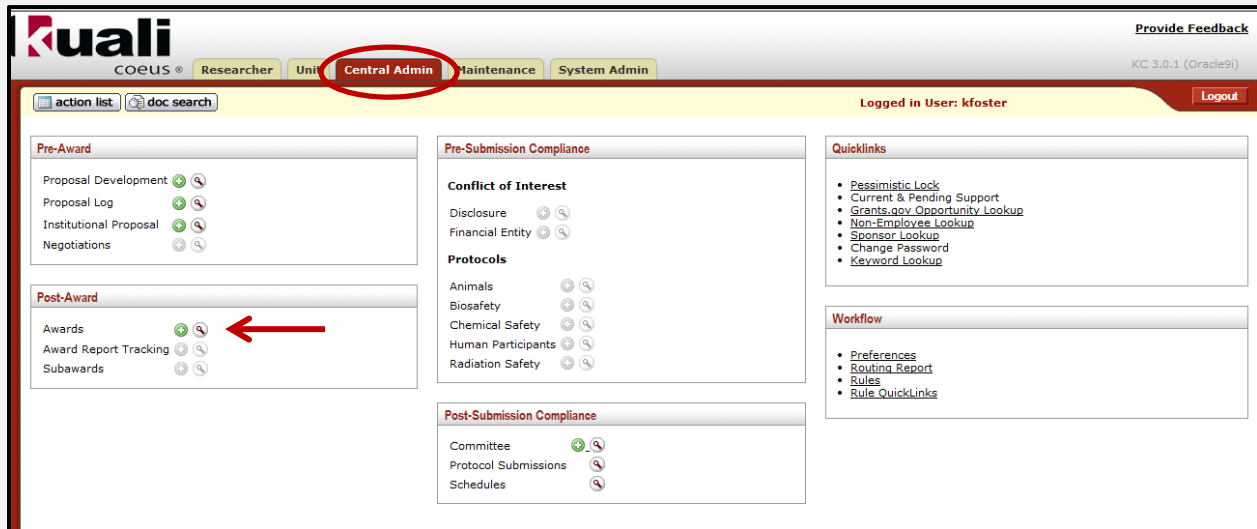 kuali
coeus ®
Provide Feedback
Researcher
Unit
Central Admin
Maintenance
System Admin
KC 3.0.1 (Oracle9i)
action list
doc search
Logged in User: kfoster
Logout
Pre-Award
Proposal Development
Proposal Log
Institutional Proposal
Negotiations
Post-Award
Awards
Award Report Tracking
Subawards
Pre-Submission Compliance
Conflict of Interest
Disclosure
Financial Entity
Protocols
Animals
Biosafety
Chemical Safety
Human Participants
Radiation Safety
Post-Submission Compliance
Committee
Protocol Submissions
Schedules
Quicklinks
• Pessimistic Lock
• Current & Pending Support
• Grants.gov Opportunity Lookup
• Non-Employee Lookup
• Sponsor Lookup
• Change Password
• Keyword Lookup
Workflow
• Preferences
• Routing Report
• Rules
• Rule QuickLinks